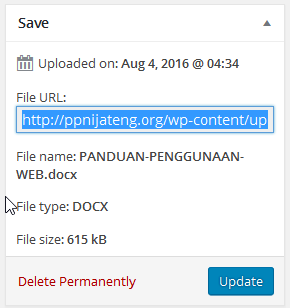 Save
Uploaded on: Aug 4, 2016 @ 04:34
File URL:
http://ppnijateng.org/wp-content/up
File name: PANDUAN-PENGGUNAAN-
WEB.docx
File type: DOCX
File size: 615 kB
Delete Permanently Update